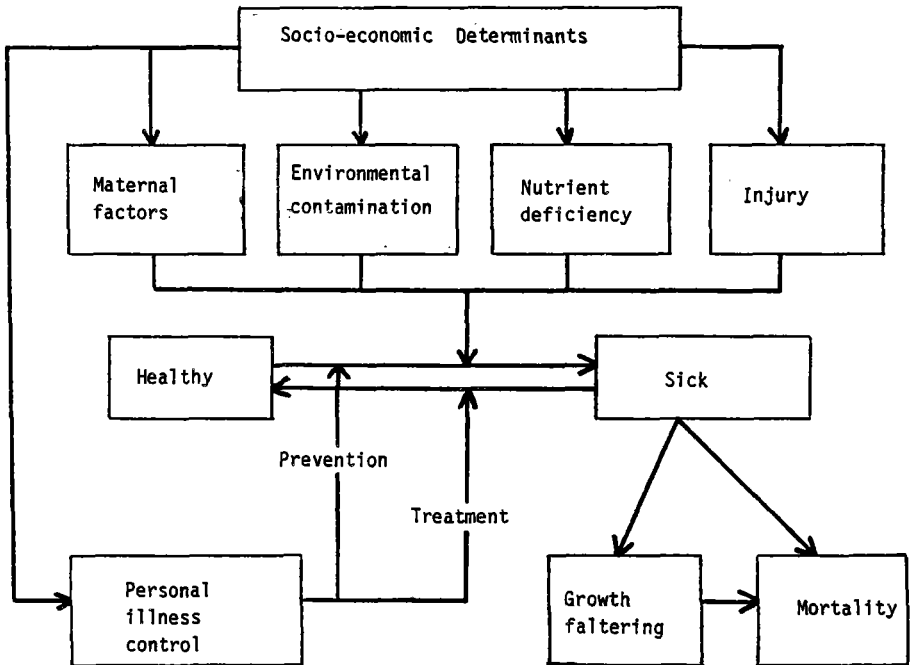 Socio-economic Determinants
Maternal
factors
Environmental
contamination
Nutrient
deficiency
Injury
Healthy
Sick
Prevention
Treatment
Personal
illness
control
Growth
faltering
Mortality